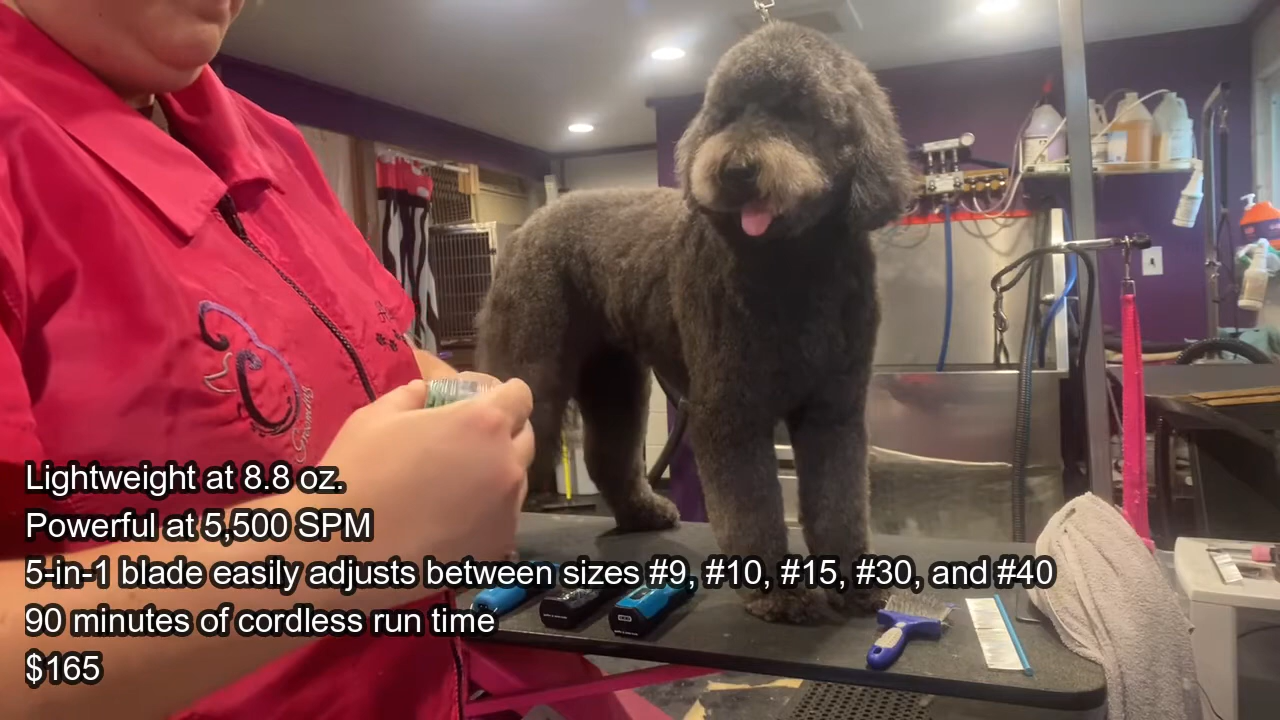 Grooming
Lightweight at 8.8 oz.
Powerful at 5,500 SPM
5-in-1 blade easily adjusts between sizes #9, #10, #15, #30, and #40
90 minutes of cordless run time
$165